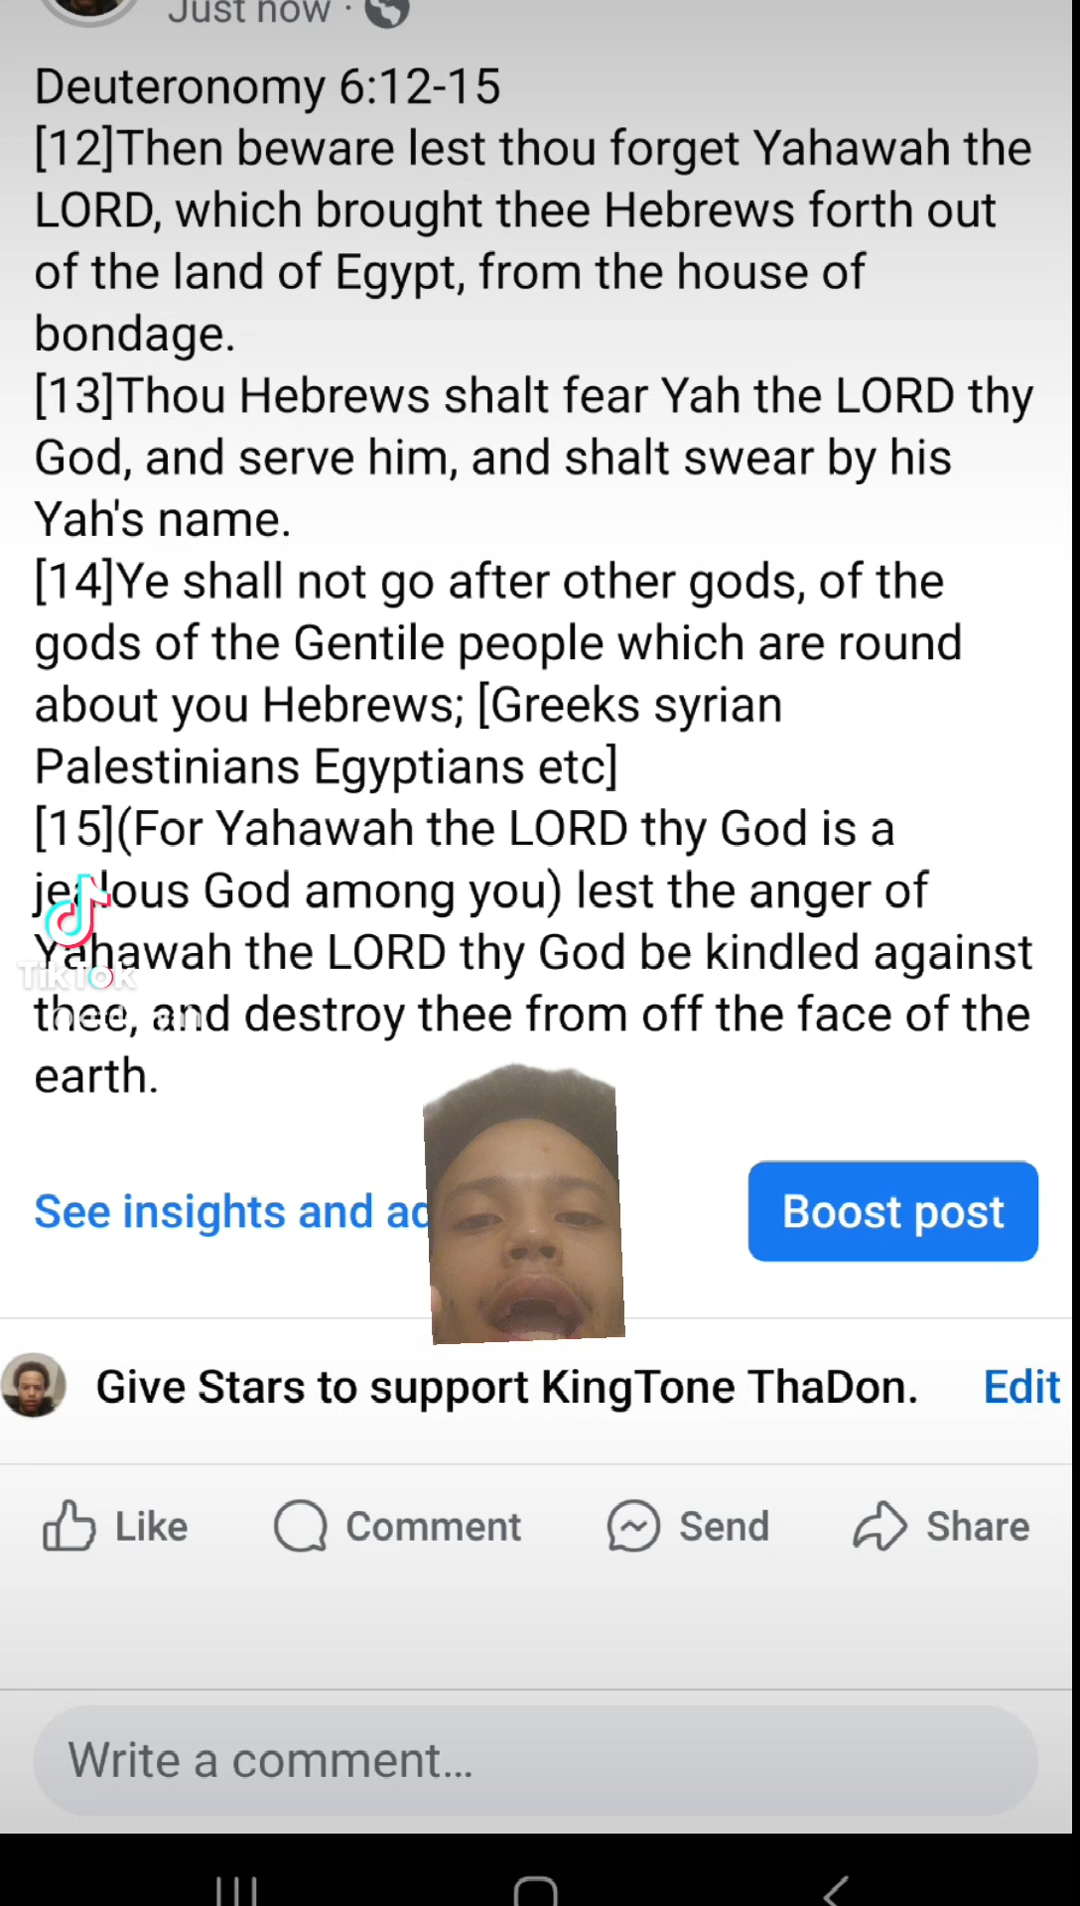 Just now ·
Deuteronomy 6:12-15
[12]Then beware lest thou forget Yahawah the
LORD, which brought thee Hebrews forth out
of the land of Egypt, from the house of
bondage.
[13]Thou Hebrews shalt fear Yah the LORD thy
God, and serve him, and shalt swear by his
Yah's name.
[14]Ye shall not go after other gods, of the
gods of the Gentile people which are round
about you Hebrews; [Greeks syrian
Palestinians Egyptians etc]
[15](For Yahawah the LORD thy God is a
jealous God among you) lest the anger of
Yahawah the LORD thy God be kindled against
TikTok
thee, and destroy thee from off the face of the
earth.
See insights and
Boost post
Give Stars to support KingTone ThaDon.
Edit
Like
Comment
Send
Share
Write a comment...